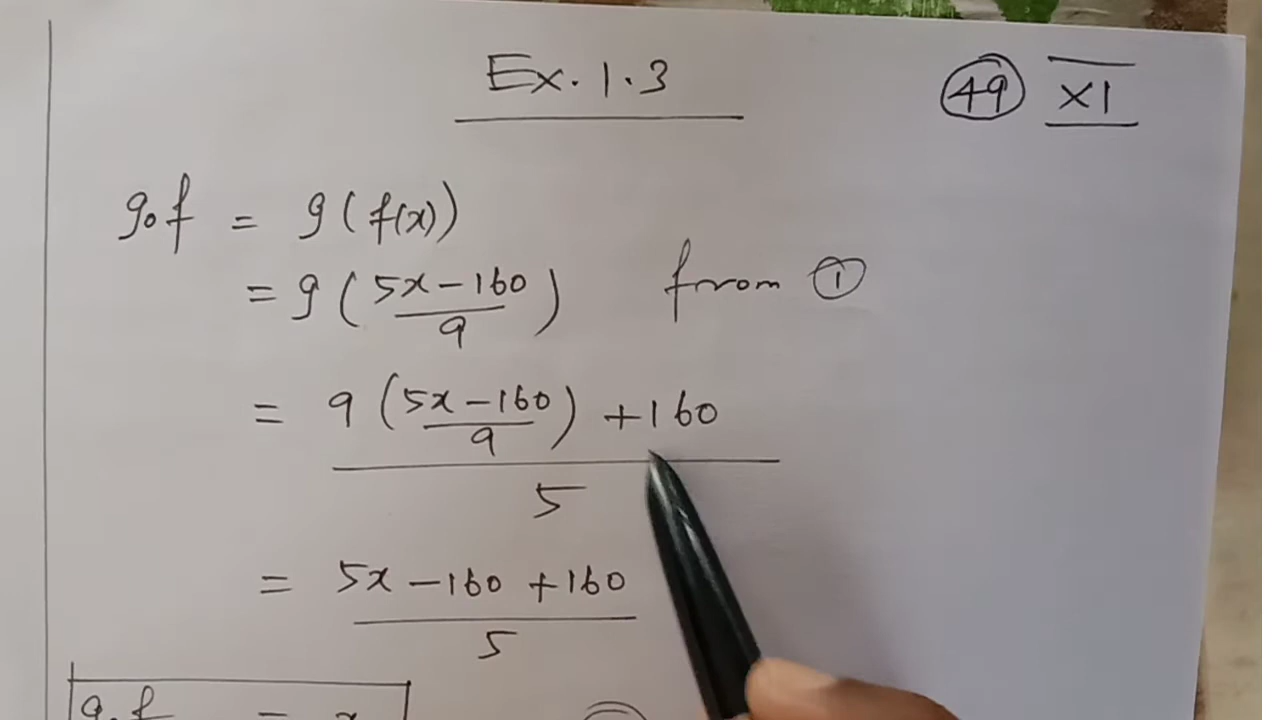 Ex. 1.3
49 XI
gof = g(f(x))
= g(5x-160/9) from ①
= 9(5x-160/9)+160/5
= 5x-160+160/5
gof = x